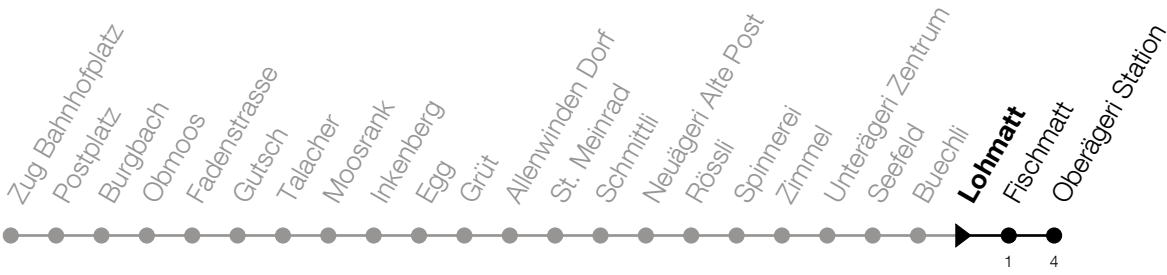 Zug Bahnhofplatz
Postplatz
Burgbach
Obmoos
Fadenstrasse
Gutsch
Talacher
Moosrank
Inkenberg
Egg
Grüt
Allenwinden Dorf
St. Meinrad
Schmittli
Neuägeri Alte Post
Rössli
Spinnerei
Zimmel
Unterägeri Zentrum
Seefeld
Buechli
Lohmatt
Fischmatt
Oberägeri Station
1
4